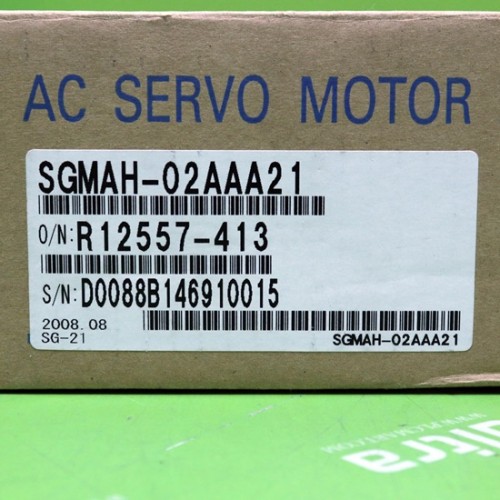 AC SERVO MOTOR
SGMAH-02AAA21
O/N: R12557-413
S/N: D0088B146910015
2008.08
SG-21
SGMAH-02AAA21